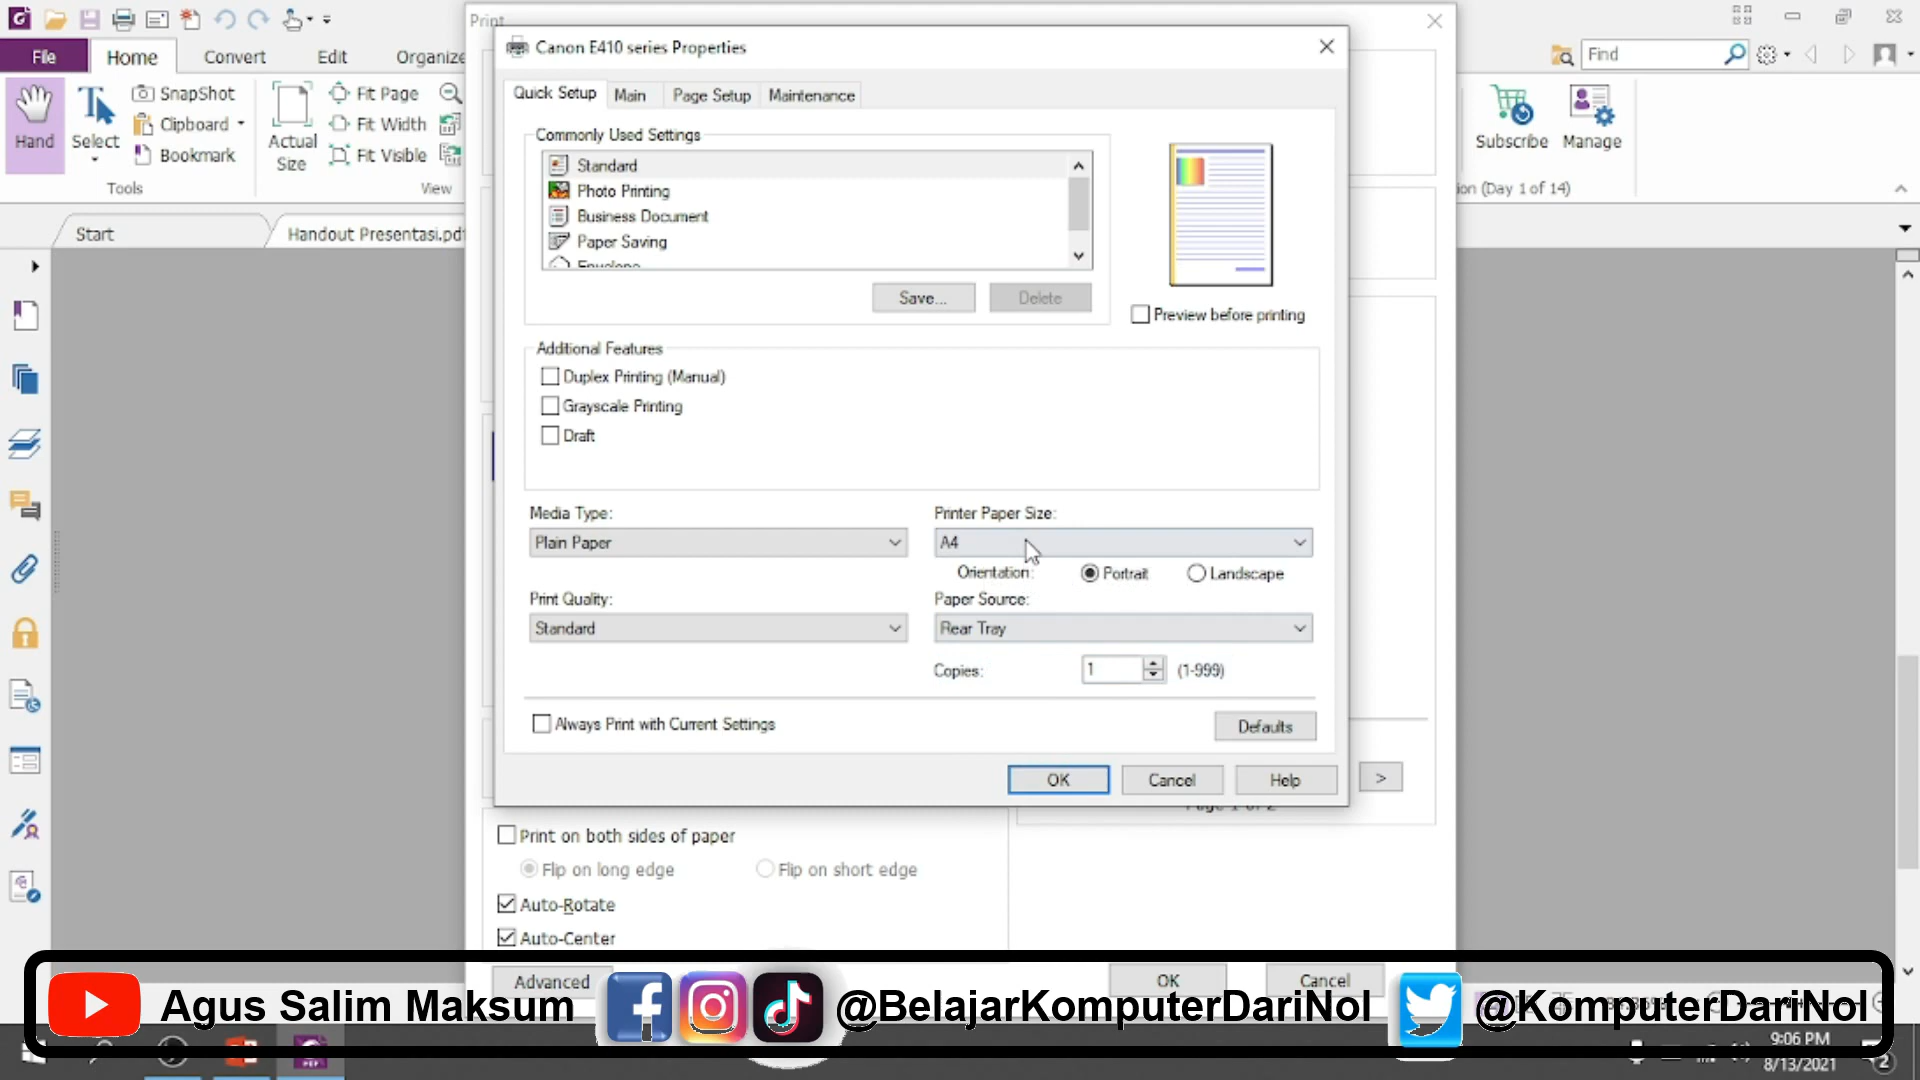 Print
Canon E410 series Properties
File
Home
Convert
Edit
Organize
Find
Quick Setup
Main
Page Setup
Maintenance
Hand
Select
SnapShot
Clipboard
Bookmark
Tools
Actual Size
Fit Page
Fit Width
Fit Visible
View
Subscribe
Manage
ion (Day 1 of 14)
Start
Handout Presentasi.pdf
Commonly Used Settings
Standard
Photo Printing
Business Document
Paper Saving
Envelope
Save...
Delete
Preview before printing
Additional Features
Duplex Printing (Manual)
Grayscale Printing
Draft
Media Type:
Plain Paper
Printer Paper Size:
A4
Orientation:
Portrait
Landscape
Print Quality:
Standard
Paper Source:
Rear Tray
Copies:
1
(1-999)
Always Print with Current Settings
Defaults
OK
Cancel
Help
>
Page 1 of 2
Print on both sides of paper
Flip on long edge
Flip on short edge
Auto-Rotate
Auto-Center
Advanced
OK
Cancel
Agus Salim Maksum
@BelajarKomputerDariNol
@KomputerDariNol
9:06 PM
8/13/2021
2